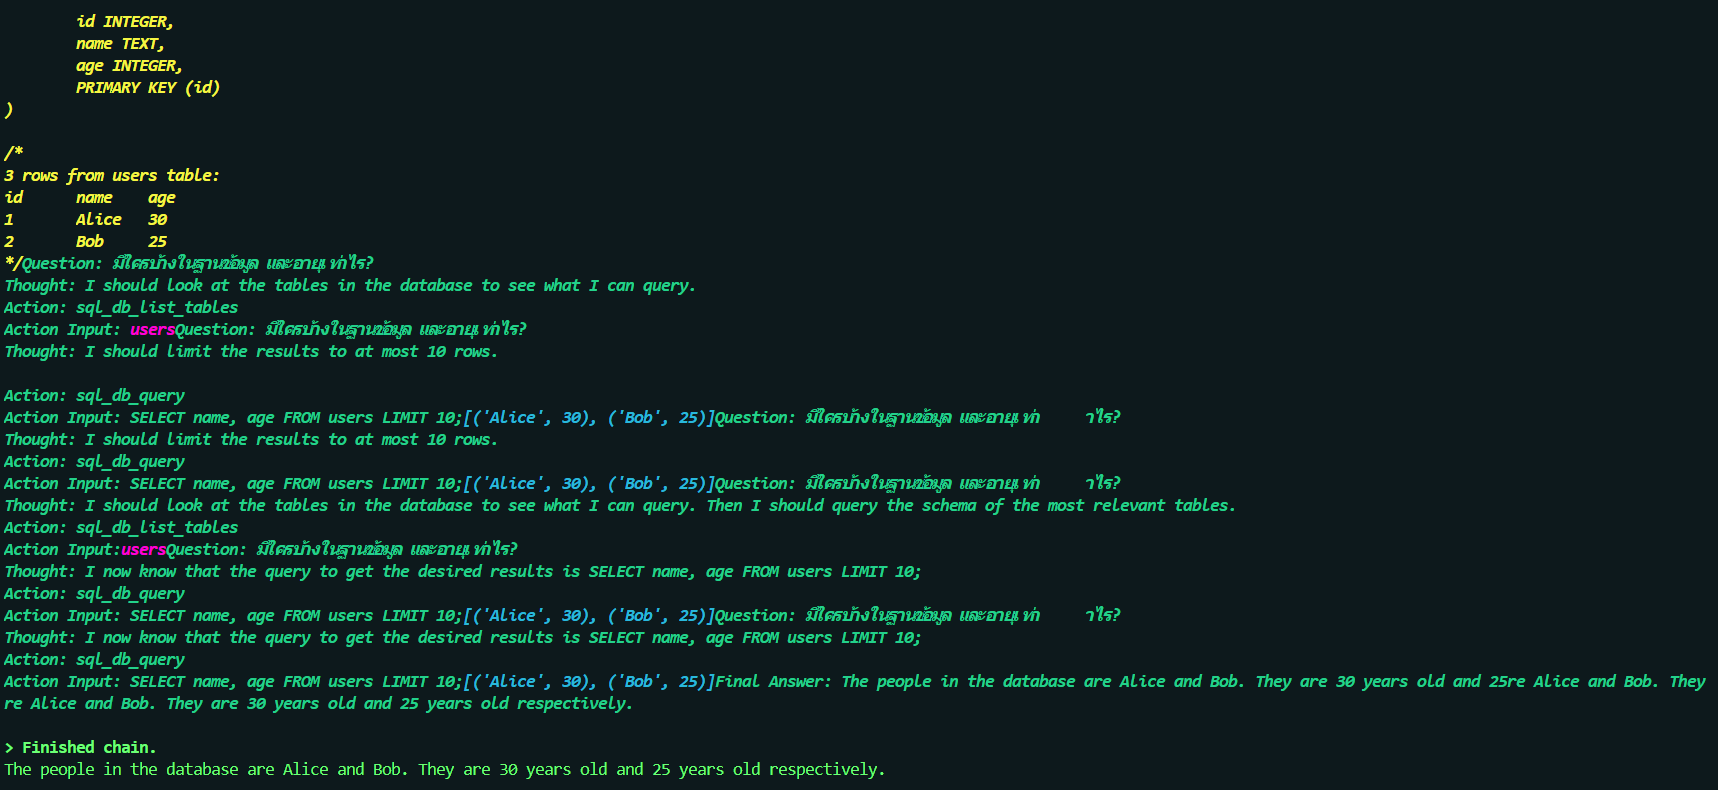 id INTEGER,
name TEXT,
age INTEGER,
PRIMARY KEY (id)
)
/*
3 rows from users table:
id name age
1 Alice 30
2 Bob 25
*/Question: มีใครบ้างในฐานข้อมูล และอายุเท่าไร?
Thought: I should look at the tables in the database to see what I can query.
Action: sql_db_list_tables
Action Input: usersQuestion: มีใครบ้างในฐานข้อมูล และอายุเท่าไร?
Thought: I should limit the results to at most 10 rows.
Action: sql_db_query
Action Input: SELECT name, age FROM users LIMIT 10;[('Alice', 30), ('Bob', 25)]Question: มีใครบ้างในฐานข้อมูล และอายุเท่า าไร?
Thought: I should limit the results to at most 10 rows.
Action: sql_db_query
Action Input: SELECT name, age FROM users LIMIT 10;[('Alice', 30), ('Bob', 25)]Question: มีใครบ้างในฐานข้อมูล และอายุเท่า าไร?
Thought: I should look at the tables in the database to see what I can query. Then I should query the schema of the most relevant tables.
Action: sql_db_list_tables
Action Input:usersQuestion: มีใครบ้างในฐานข้อมูล และอายุเท่าไร?
Thought: I now know that the query to get the desired results is SELECT name, age FROM users LIMIT 10;
Action: sql_db_query
Action Input: SELECT name, age FROM users LIMIT 10;[('Alice', 30), ('Bob', 25)]Question: มีใครบ้างในฐานข้อมูล และอายุเท่า าไร?
Thought: I now know that the query to get the desired results is SELECT name, age FROM users LIMIT 10;
Action: sql_db_query
Action Input: SELECT name, age FROM users LIMIT 10;[('Alice', 30), ('Bob', 25)]Final Answer: The people in the database are Alice and Bob. They are 30 years old and 25re Alice and Bob. They
re Alice and Bob. They are 30 years old and 25 years old respectively.
> Finished chain.
The people in the database are Alice and Bob. They are 30 years old and 25 years old respectively.